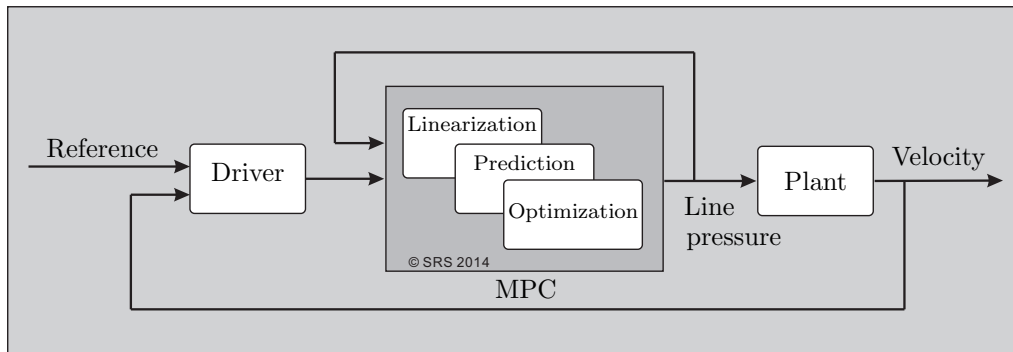 Reference
Driver
Linearization
Prediction
Optimization
© SRS 2014
MPC
Line
pressure
Plant
Velocity